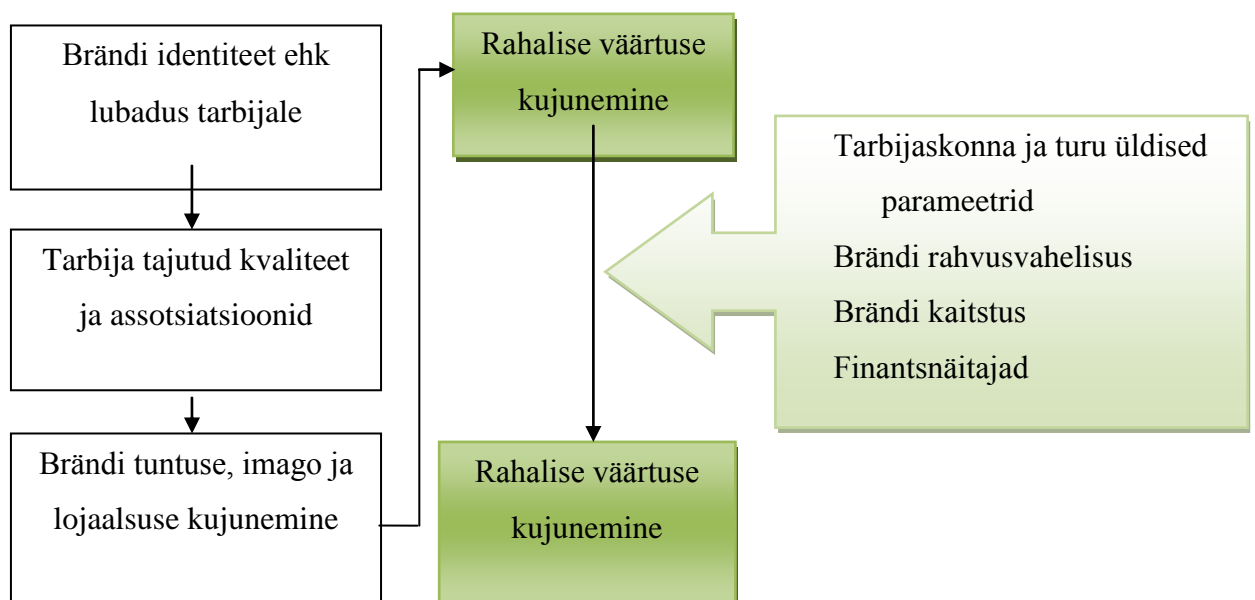 Brändi identiteet ehk
lubadus tarbijale
Tarbija tajutud kvaliteet
ja assotsiatsioonid
Brändi tuntuse, imago ja
lojaalsuse kujunemine
Rahalise väärtuse
kujunemine
Rahalise väärtuse
kujunemine
Tarbijaskonna ja turu üldised
parameetrid
Brändi rahvusvahelisus
Brändi kaitstus
Finantsnäitajad